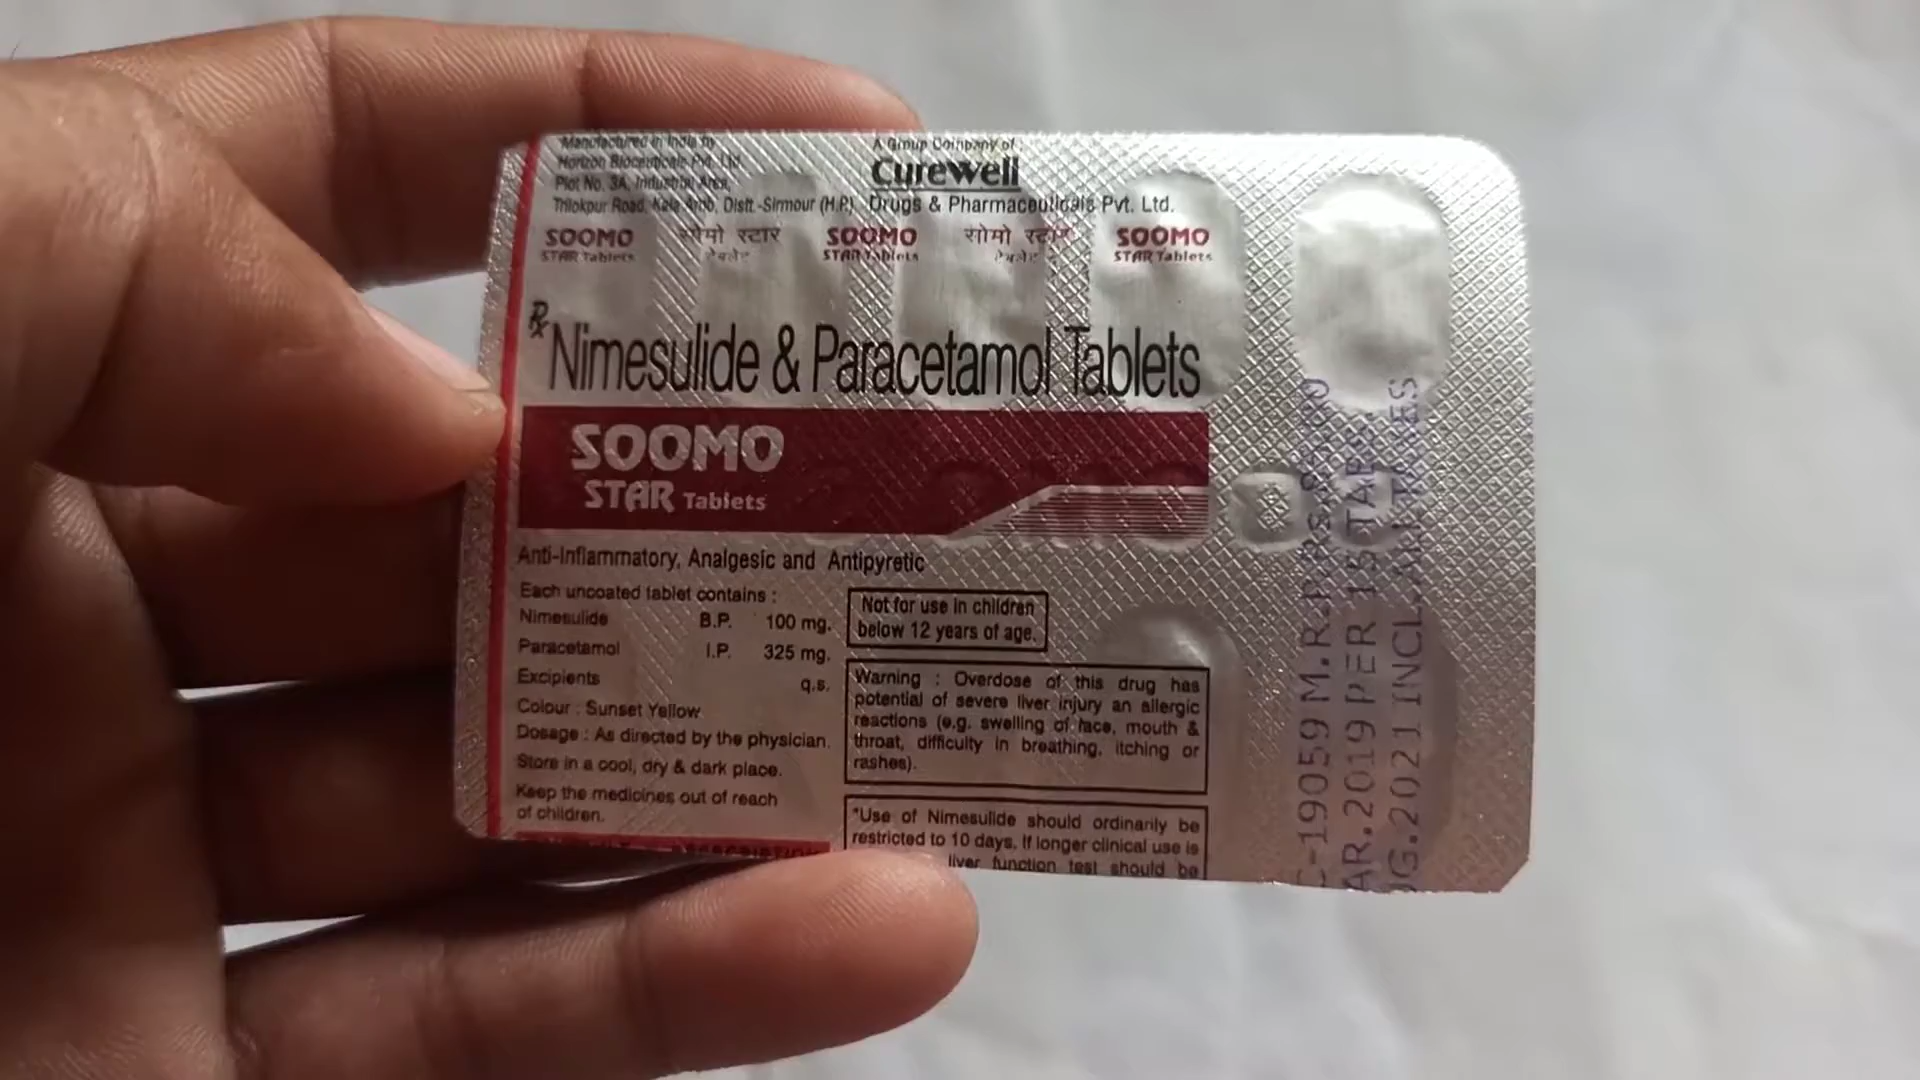 Manufactured in India by
Horizon Bioceuticals Pvt. Ltd.
Plot No. 3A, Industrial Area,
Trilokpur Road, Kala Amb, Distt.-Sirmour (H.P.)
A Group Company of :
Curewell
Drugs & Pharmaceuticals Pvt. Ltd.
SOOMO सोमो स्टार SOOMO सोमो स्टार SOOMO
STAR Tablets टेबलेट STAR Tablets टेबलेट STAR Tablets
Rx Nimesulide & Paracetamol Tablets
SOOMO
STAR Tablets
Anti-Inflammatory, Analgesic and Antipyretic
Each uncoated tablet contains :
Nimesulide B.P. 100 mg.
Paracetamol I.P. 325 mg.
Excipients q.s.
Colour : Sunset Yellow
Dosage : As directed by the physician.
Store in a cool, dry & dark place.
Keep the medicines out of reach
of children.
Not for use in children
below 12 years of age.
Warning : Overdose of this drug has
potential of severe liver injury an allergic
reactions (e.g. swelling of face, mouth &
throat, difficulty in breathing, itching or
rashes).
*Use of Nimesulide should ordinarily be
restricted to 10 days. If longer clinical use is
liver function test should be
-19059 M.R.P.RS.
AR.2019 PER 15 TABS.
G.2021 INCL.ALL TAXES